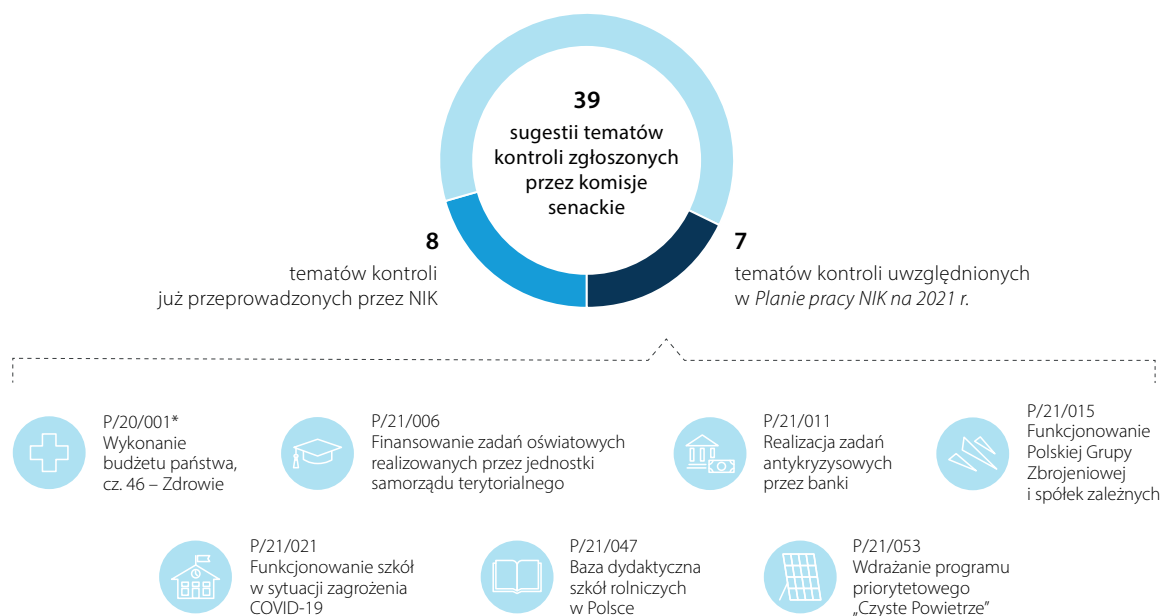 39
sugestii tematów
kontroli zgłoszonych
przez komisje
senackie
8
tematów kontroli
już przeprowadzonych przez NIK
7
tematów kontroli uwzględnionych
w Planie pracy NIK na 2021 r.
P/20/001*
Wykonanie
budżetu państwa,
cz. 46 – Zdrowie
P/21/006
Finansowanie zadań oświatowych
realizowanych przez jednostki
samorządu terytorialnego
P/21/011
Realizacja zadań
antykryzysowych
przez banki
P/21/015
Funkcjonowanie
Polskiej Grupy
Zbrojeniowej
i spółek zależnych
P/21/021
Funkcjonowanie szkół
w sytuacji zagrożenia
COVID-19
P/21/047
Baza dydaktyczna
szkół rolniczych
w Polsce
P/21/053
Wdrażanie programu
priorytetowego
„Czyste Powietrze”